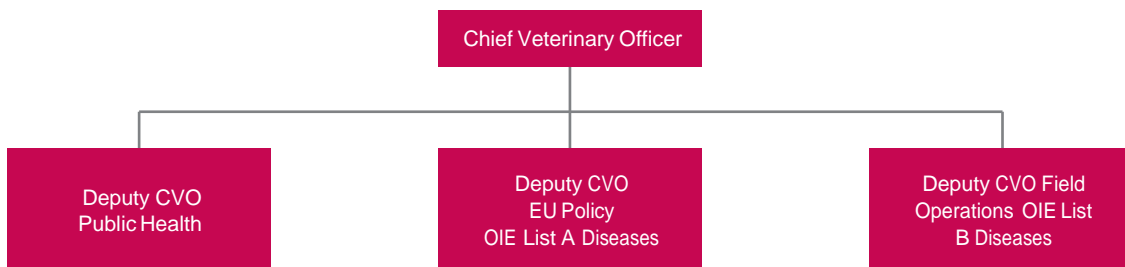 Chief Veterinary Officer
Deputy CVO
Public Health
Deputy CVO
EU Policy
OIE List A Diseases
Deputy CVO Field
Operations OIE List
B Diseases